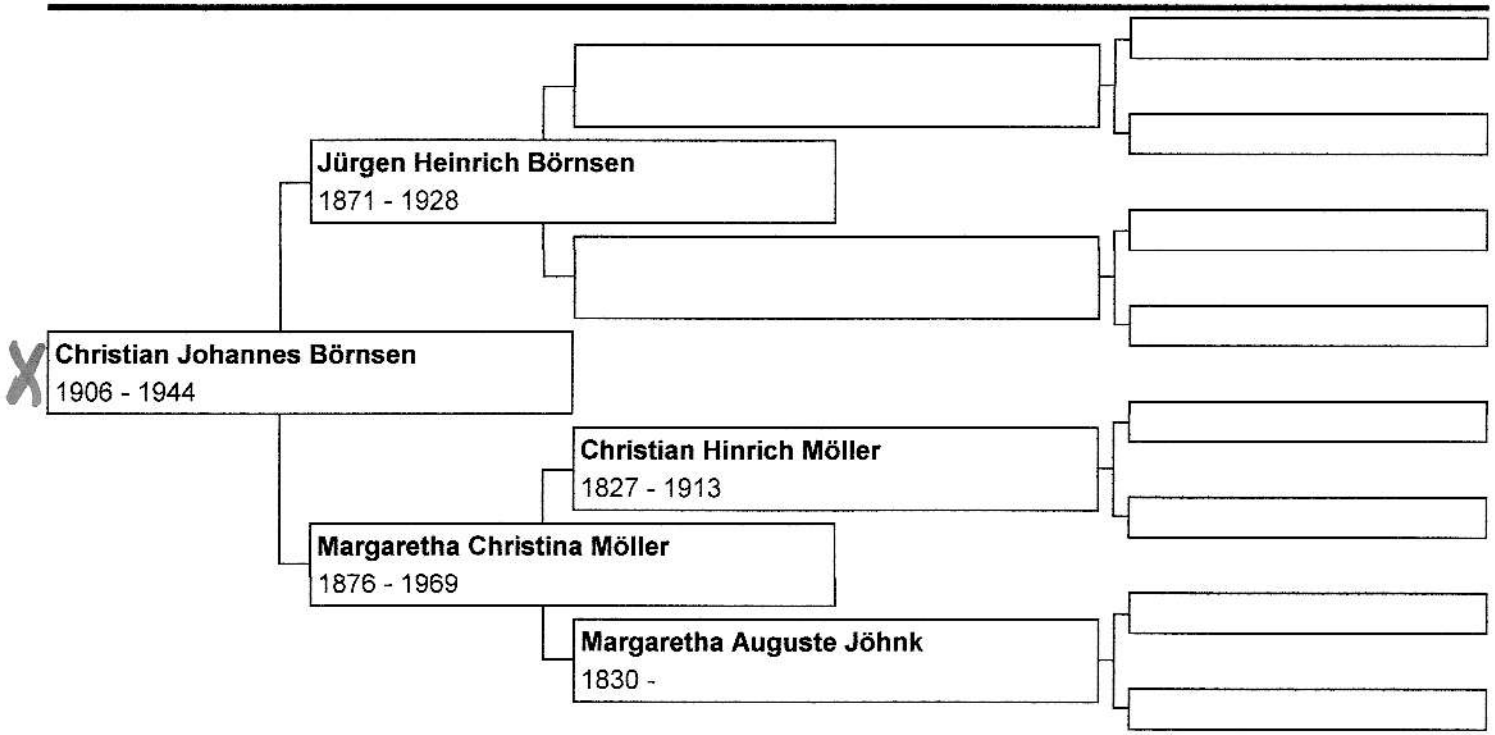 Jürgen Heinrich Börnsen
1871 - 1928
Christian Johannes Börnsen
1906 - 1944
Christian Hinrich Möller
1827 - 1913
Margaretha Christina Möller
1876 - 1969
Margaretha Auguste Jöhnk
1830 -